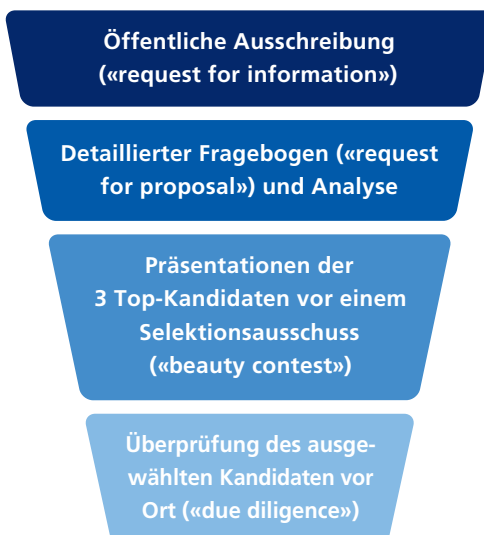 Öffentliche Ausschreibung
(«request for information»)
Detaillierter Fragebogen («request
for proposal») und Analyse
Präsentationen der
3 Top-Kandidaten vor einem
Selektionsausschuss
(«beauty contest»)
Überprüfung des ausge-
wählten Kandidaten vor
Ort («due diligence»)